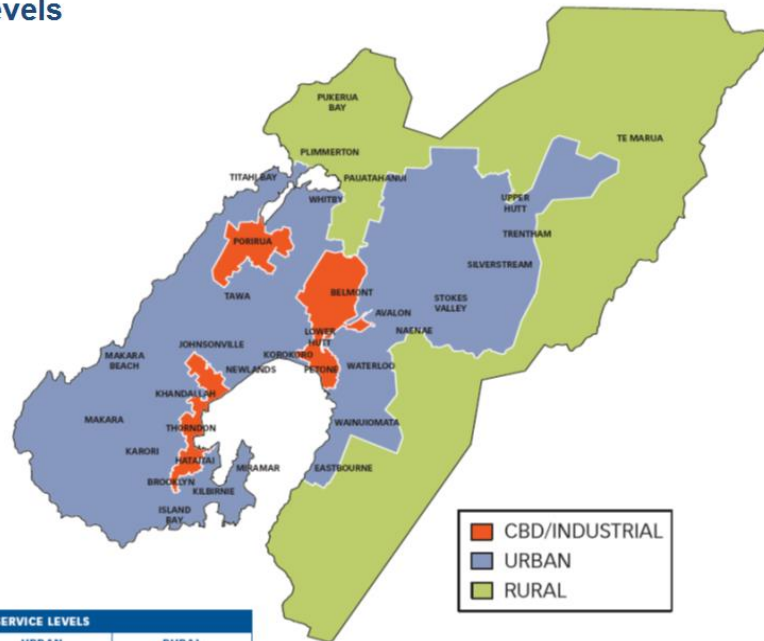 evels
PUKERUA
BAY
TE MARUA
PLIMMERTON
TITAHI BAY
PAUATAHANUI
WHITBY
UPPER
HUTT
TRENTHAM
PORIRUA
SILVERSTREAM
BELMONT
TAWA
STOKES
VALLEY
AVALON
LOWER
HUTT
NAENAE
JOHNSONVILLE
KOROKORO
MAKARA
BEACH
NEWLANDS
PETONE
WATERLOO
KHANDALLAH
MAKARA
THORNDON
WAINUIOMATA
KARORI
HATAITAI
MIRAMAR
EASTBOURNE
BROOKLYN
KILBIRNIE
ISLAND
BAY
CBD/INDUSTRIAL
URBAN
RURAL
SERVICE LEVELS
URBAN
RURAL